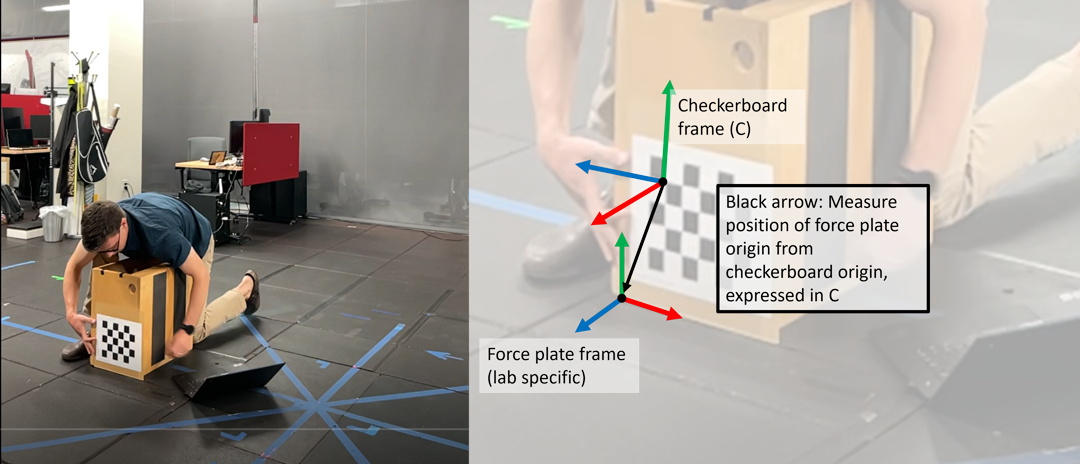 Checkerboard
frame (C)
Black arrow: Measure
position of force plate
origin from
checkerboard origin,
expressed in C
Force plate frame
(lab specific)